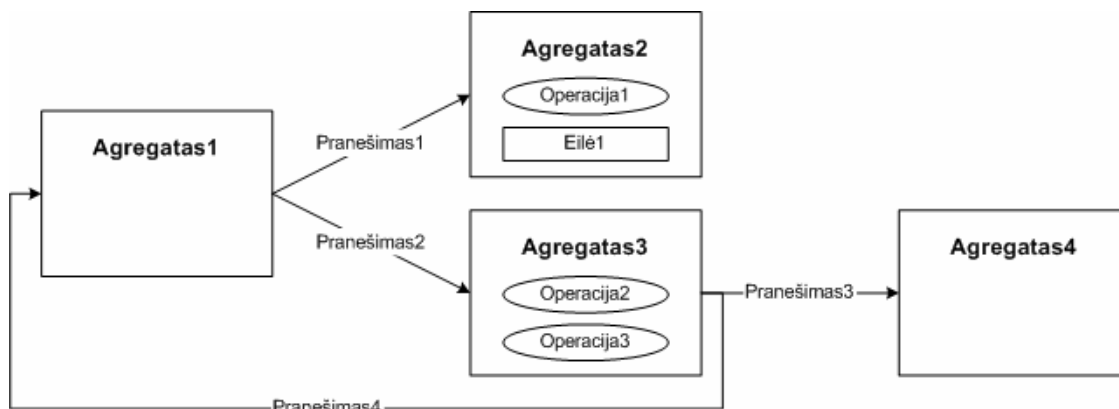 Agregatas2
Operacija1
Eilė1
Agregatas1
Pranešimas1
Pranešimas2
Agregatas3
Operacija2
Operacija3
Pranešimas3
Agregatas4
Pranešimas4